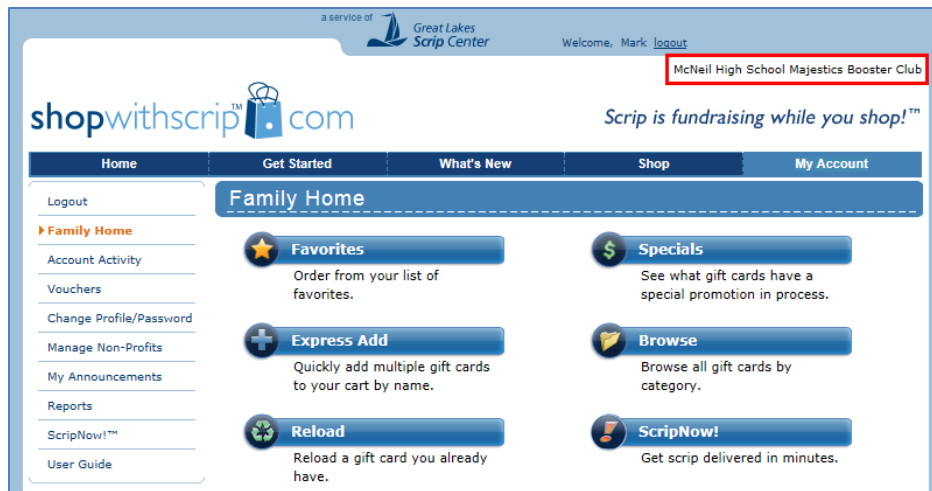 a service of
Great Lakes
Scrip Center
Welcome, Mark logout
McNeil High School Majestics Booster Club
shopwithscrip™.com
Scrip is fundraising while you shop!™
Home Get Started What's New Shop My Account
Logout
Family Home
Account Activity
Vouchers
Change Profile/Password
Manage Non-Profits
My Announcements
Reports
ScripNow!™
User Guide
Family Home
Favorites
Order from your list of
favorites.
Specials
See what gift cards have a
special promotion in process.
Express Add
Quickly add multiple gift cards
to your cart by name.
Browse
Browse all gift cards by
category.
Reload
Reload a gift card you already
have.
ScripNow!
Get scrip delivered in minutes.